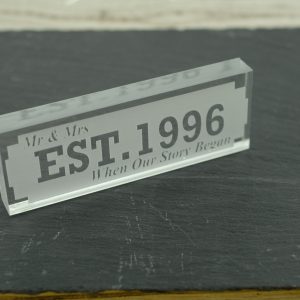 Mr & Mrs
EST.1996
When Our Story Began